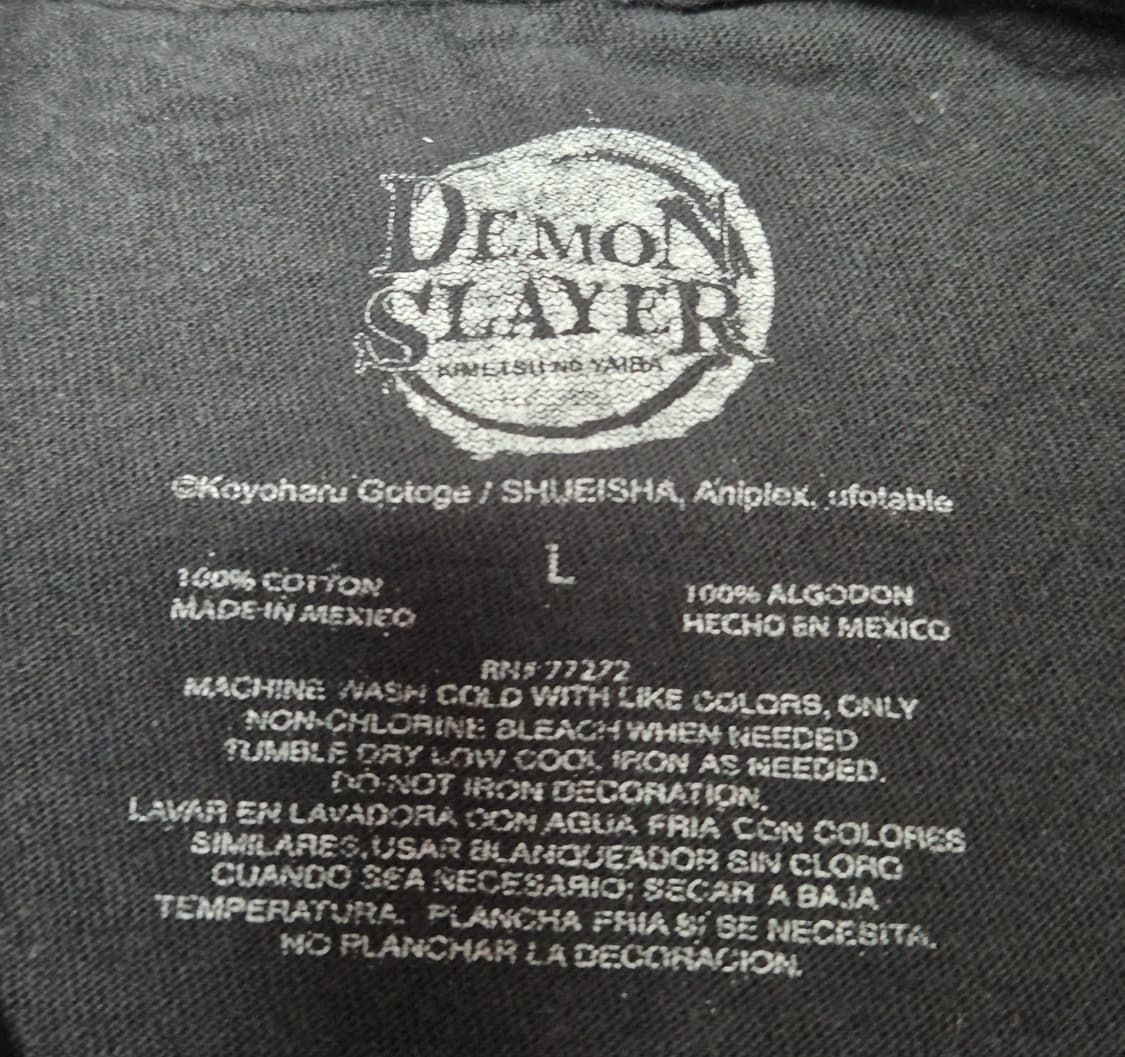 DEMON
SLAYER
KIMETSU NO YAIBA
©Koyoharu Gotoge / SHUEISHA, Aniplex, ufotable
L
100% COTTON
MADE IN MEXICO
100% ALGODON
HECHO EN MEXICO
RN# 77272
MACHINE WASH COLD WITH LIKE COLORS, ONLY
NON-CHLORINE BLEACH WHEN NEEDED
TUMBLE DRY LOW COOL IRON AS NEEDED.
DO NOT IRON DECORATION.
LAVAR EN LAVADORA CON AGUA FRIA CON COLORES
SIMILARES, USAR BLANQUEADOR SIN CLORO
CUANDO SEA NECESARIO; SECAR A BAJA
TEMPERATURA. PLANCHA FRIA SI SE NECESITA.
NO PLANCHAR LA DECORACION.